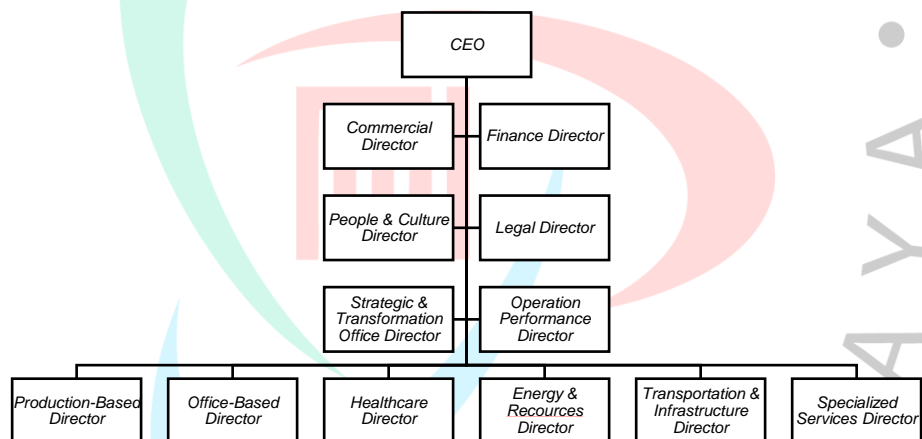 CEO
Commercial
Director
Finance Director
People & Culture
Director
Legal Director
Strategic &
Transformation
Office Director
Operation
Performance
Director
Production-Based
Director
Office-Based
Director
Healthcare
Director
Energy &
Recources
Director
Transportation &
Infrastructure
Director
Specialized
Services Director
A Y A